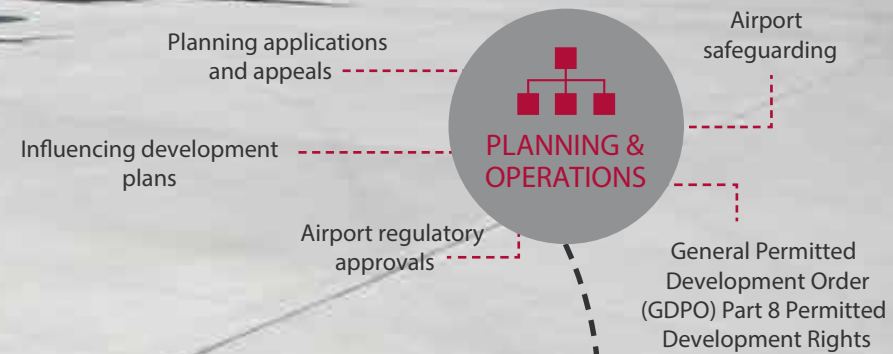 Planning applications
and appeals
Airport
safeguarding
PLANNING &
OPERATIONS
Influencing development
plans
Airport regulatory
approvals
General Permitted
Development Order
(GDPO) Part 8 Permitted
Development Rights